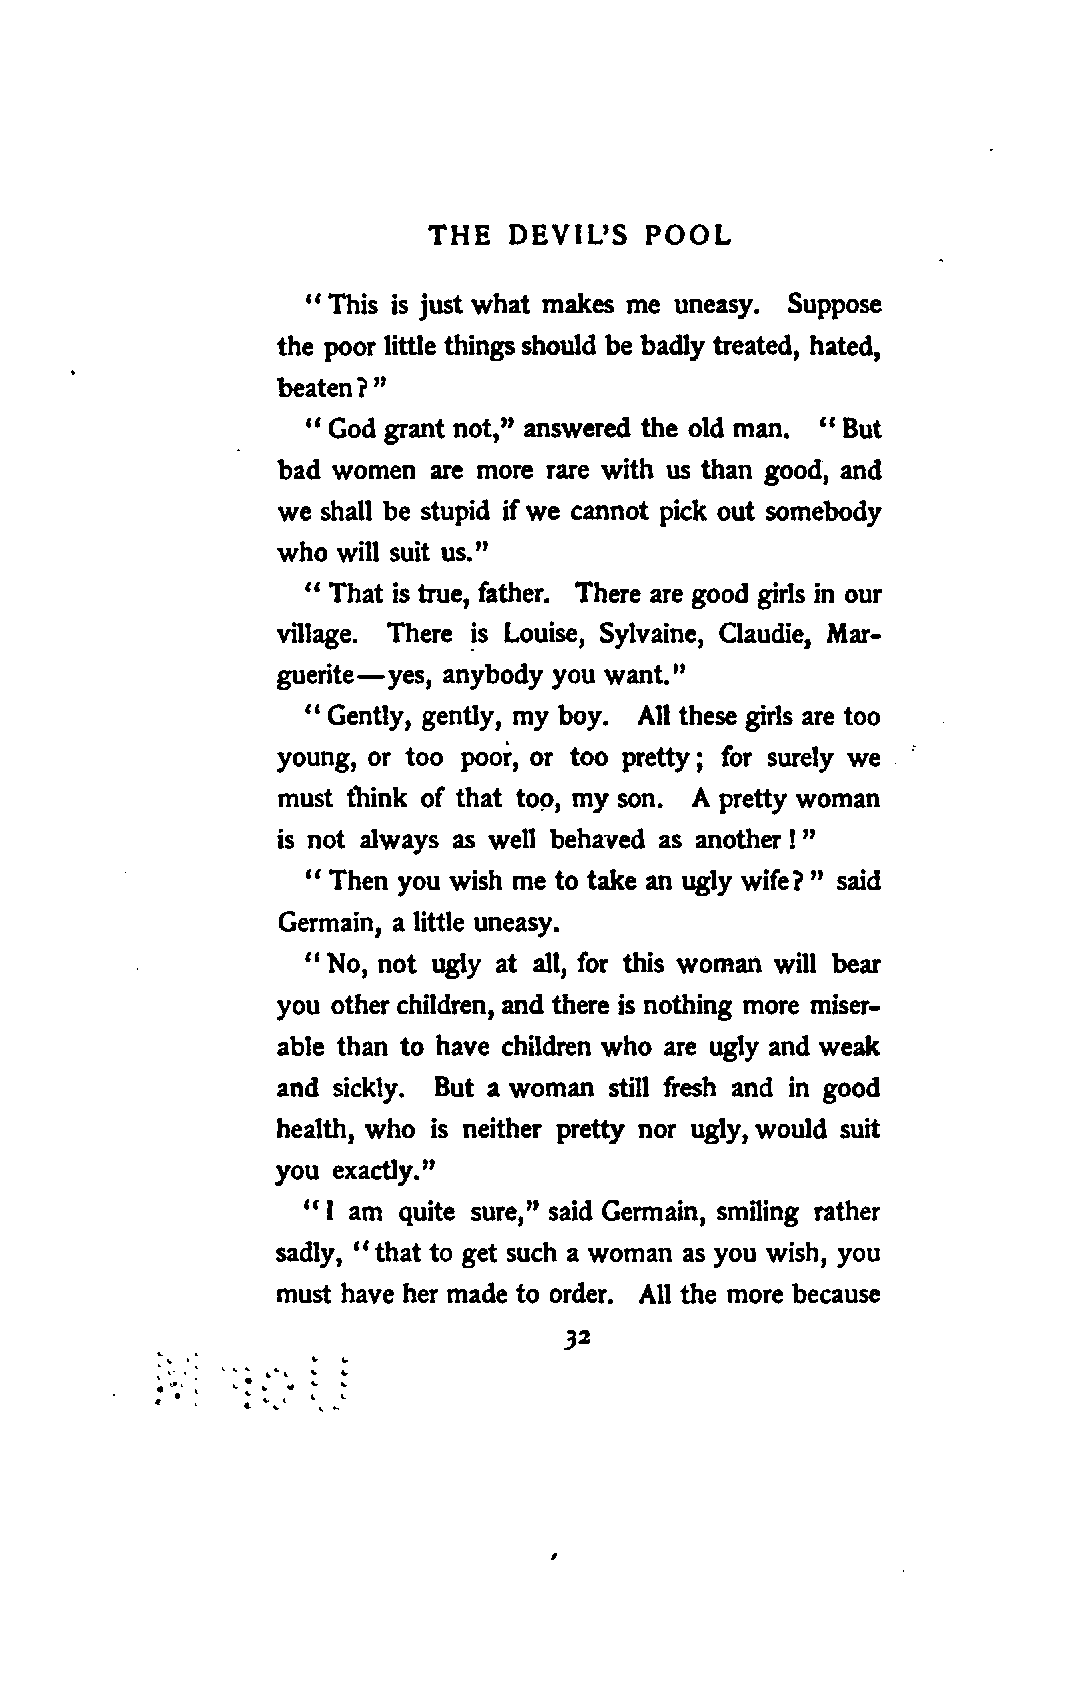 THE DEVIL'S POOL
"This is just what makes me uneasy. Suppose
the poor little things should be badly treated, hated,
beaten?"
"God grant not," answered the old man. "But
bad women are more rare with us than good, and
we shall be stupid if we cannot pick out somebody
who will suit us."
"That is true, father. There are good girls in our
village. There is Louise, Sylvaine, Claudie, Mar-
guerite—yes, anybody you want."
"Gently, gently, my boy. All these girls are too
young, or too poor, or too pretty; for surely we
must think of that too, my son. A pretty woman
is not always as well behaved as another!"
"Then you wish me to take an ugly wife?" said
Germain, a little uneasy.
"No, not ugly at all, for this woman will bear
you other children, and there is nothing more miser-
able than to have children who are ugly and weak
and sickly. But a woman still fresh and in good
health, who is neither pretty nor ugly, would suit
you exactly."
"I am quite sure," said Germain, smiling rather
sadly, "that to get such a woman as you wish, you
must have her made to order. All the more because
32